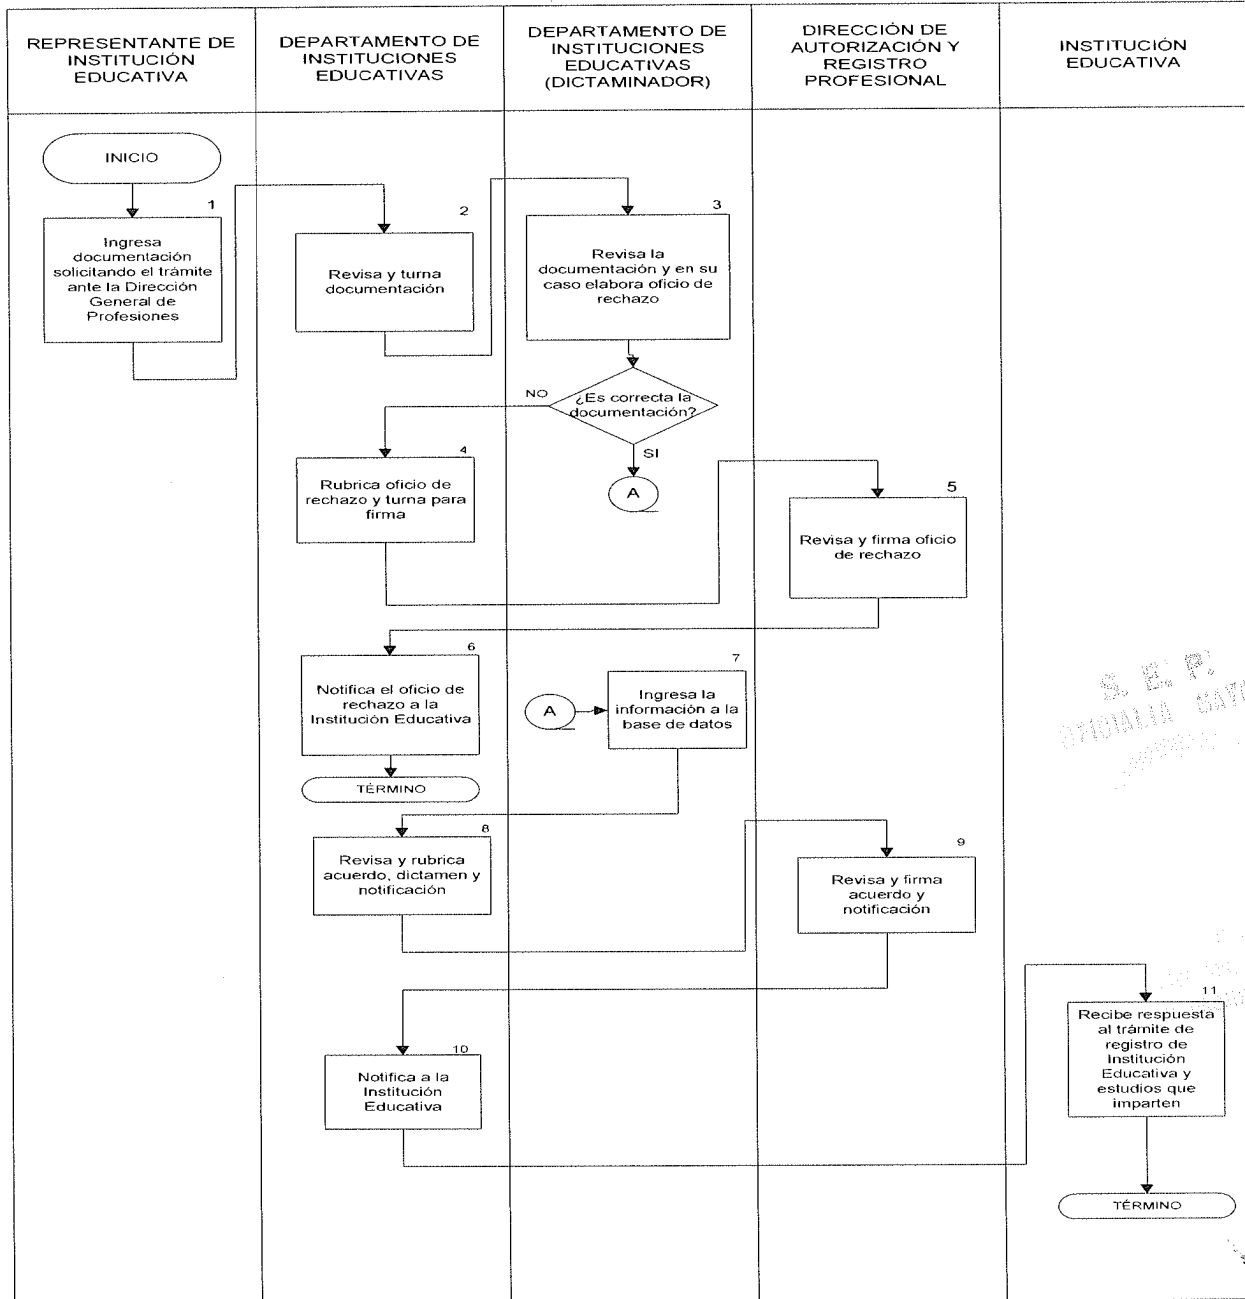 REPRESENTANTE DE
INSTITUCIÓN
EDUCATIVA
DEPARTAMENTO DE
INSTITUCIONES
EDUCATIVAS
DEPARTAMENTO DE
INSTITUCIONES
EDUCATIVAS
(DICTAMINADOR)
DIRECCIÓN DE
AUTORIZACIÓN Y
REGISTRO
PROFESIONAL
INSTITUCIÓN
EDUCATIVA
INICIO
1
Ingresa
documentación
solicitando el trámite
ante la Dirección
General de
Profesiones
2
Revisa y turna
documentación
3
Revisa la
documentación y en su
caso elabora oficio de
rechazo
NO
¿Es correcta la
documentación?
SI
A
4
Rubrica oficio de
rechazo y turna para
firma
5
Revisa y firma oficio
de rechazo
6
Notifica el oficio de
rechazo a la
Institución Educativa
TÉRMINO
A
7
Ingresa la
información a la
base de datos
S. E. P.
OFICIALIA
8
Revisa y rubrica
acuerdo, dictamen y
notificación
9
Revisa y firma
acuerdo y
notificación
10
Notifica a la
Institución
Educativa
11
Recibe respuesta
al trámite de
registro de
Institución
Educativa y
estudios que
imparten
TÉRMINO